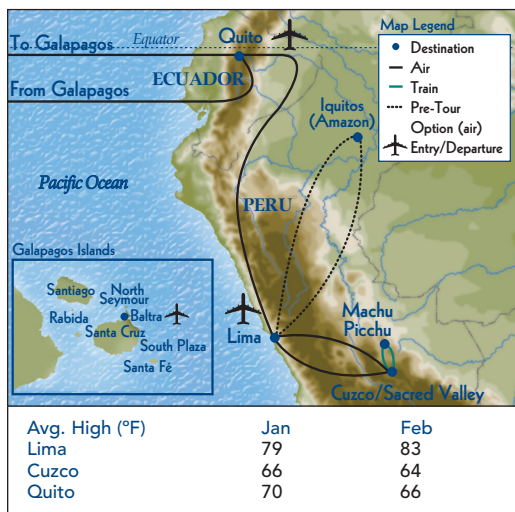 To Galapagos
Equator
Quito
Map Legend
Destination
Air
Train
Pre-Tour
Option (air)
Entry/Departure
ECUADOR
From Galapagos
Iquitos
(Amazon)
Pacific Ocean
PERU
Galapagos Islands
Santiago
North
Seymour
Baltra
Rabida
Santa Cruz
South Plaza
Santa Fé
Lima
Machu
Picchu
Cuzco/Sacred Valley
Avg. High (°F) Jan Feb
Lima 79 83
Cuzco 66 64
Quito 70 66